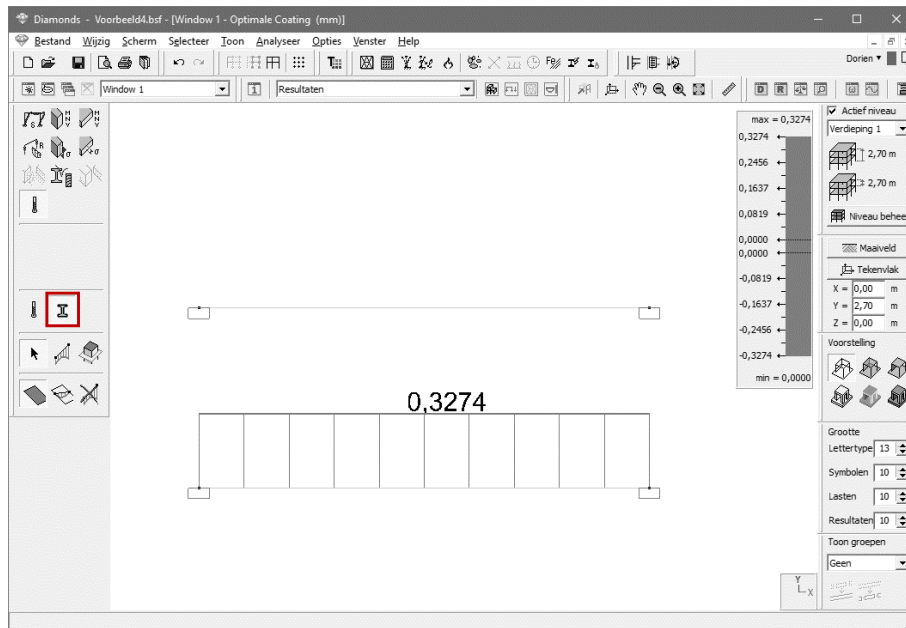 Diamonds - Voorbeeld4.bsf - [Window 1 - Optimale Coating (mm)]
Bestand Wijzig Scherm Sglecteer Toon Analyseer Opties Venster Help
Dorien
Window 1
Resultaten
max = 0,3274
0,3274
0,2456
0,1637
0,0819
0,0000
0,0000
-0,0819
-0,1637
-0,2456
-0,3274
min = 0,0000
0,3274
Y
X
Actief niveau
Verdieping 1
2,70 m
2,70 m
Niveau behee
Maaiveld
Tekenvlak
X = 0,00 m
Y = 2,70 m
Z = 0,00 m
Voorstelling
Grootte
Lettertype 13
Symbolen 10
Lasten 10
Resultaten 10
Toon groepen
Geen